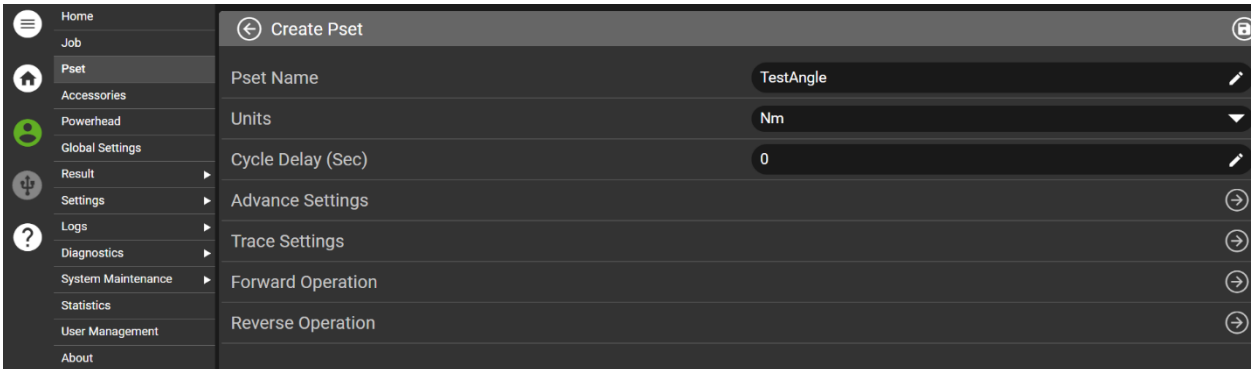 Home
Job
Pset
Accessories
Powerhead
Global Settings
Result
Settings
Logs
Diagnostics
System Maintenance
Statistics
User Management
About
Create Pset
Pset Name TestAngle
Units Nm
Cycle Delay (Sec) 0
Advance Settings
Trace Settings
Forward Operation
Reverse Operation